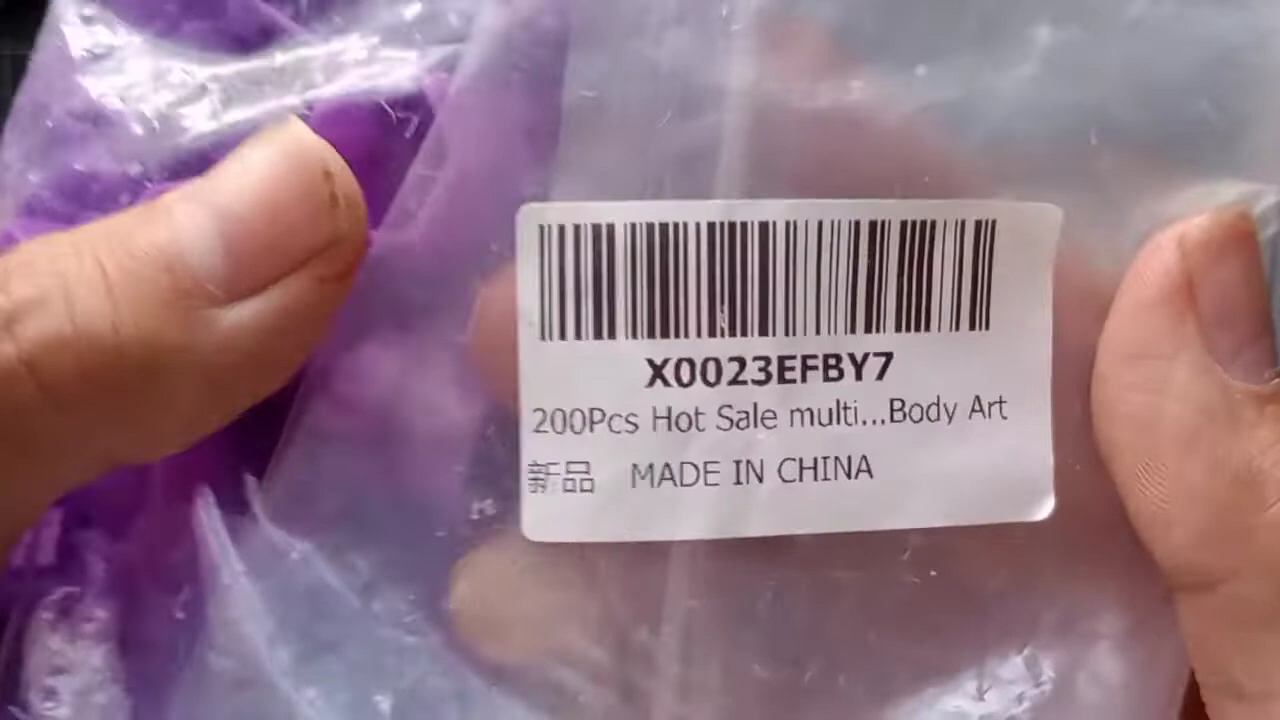 X0023EFBY7
200Pcs Hot Sale multi...Body Art
新品 MADE IN CHINA